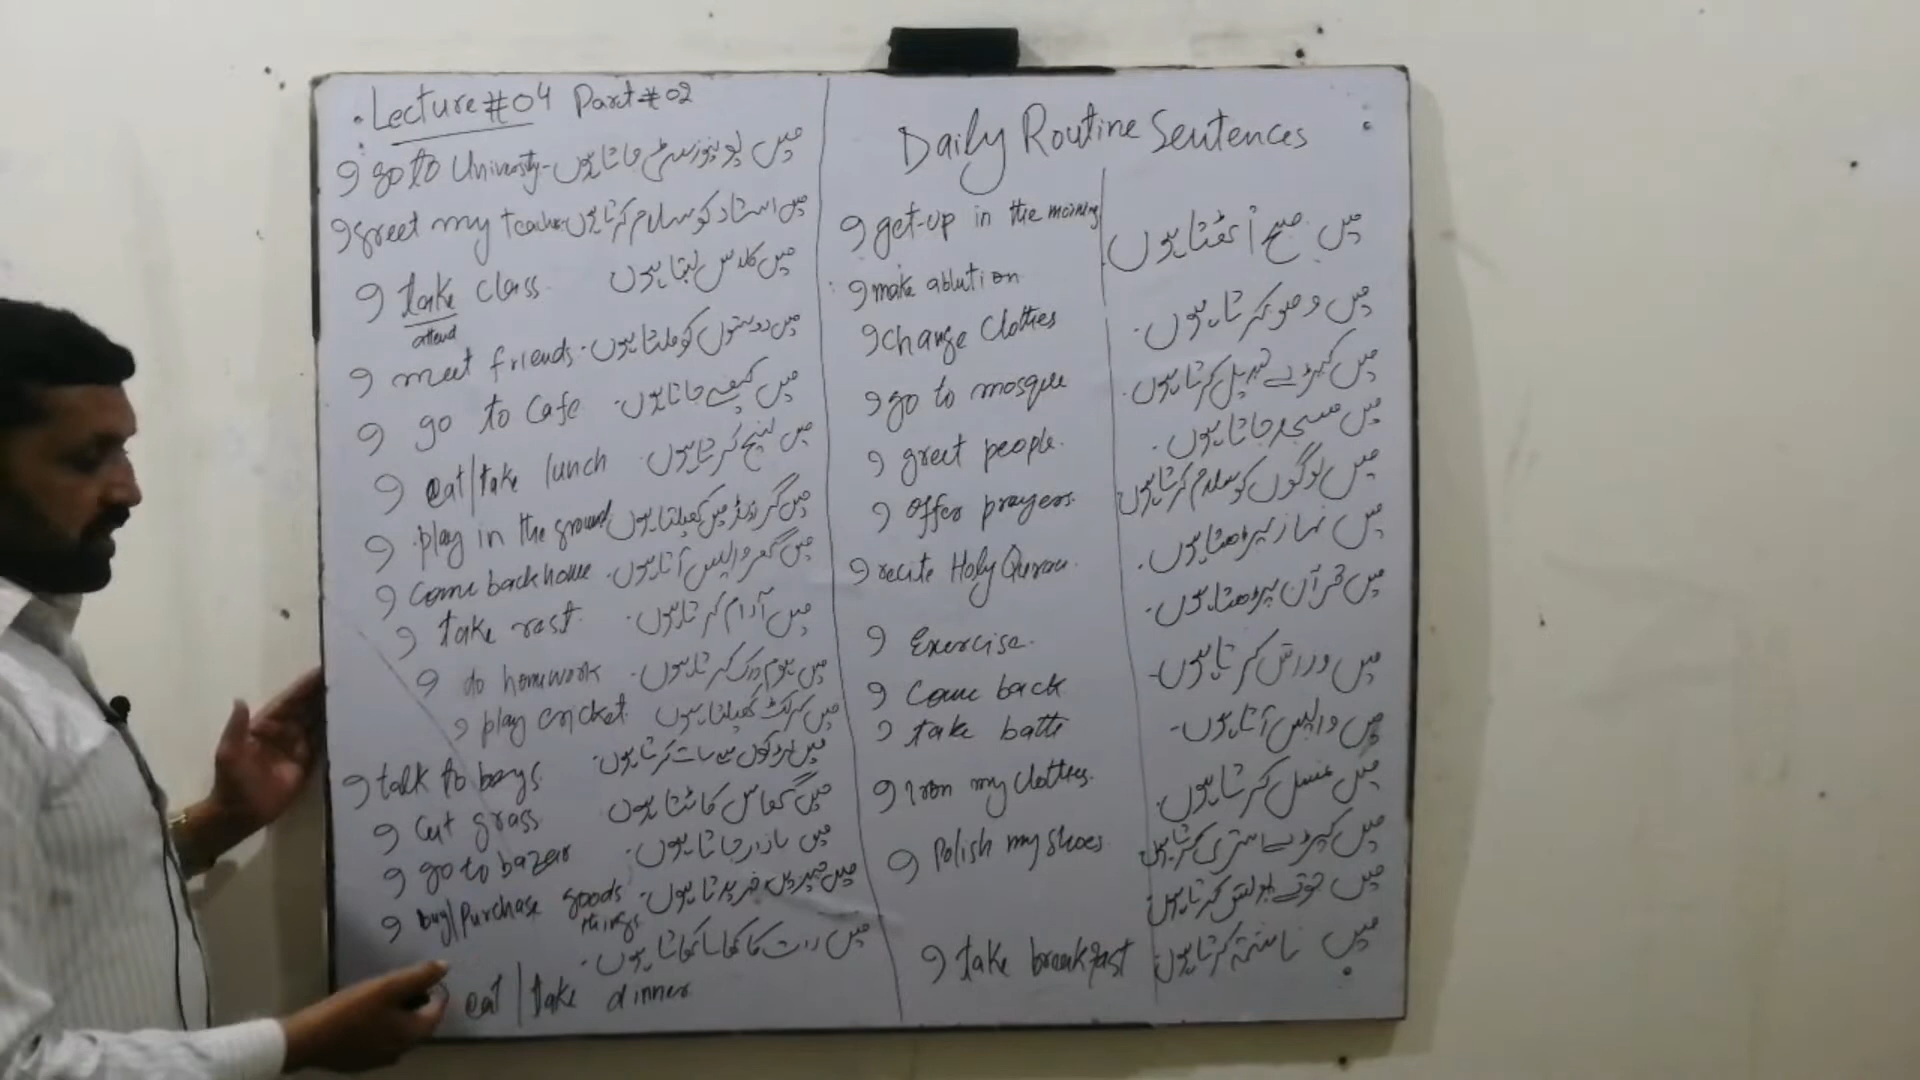 Lecture #04 Part #02
I go to University. میں یونیورسٹی جاتا ہوں
I greet my teacher. میں استاد کو سلام کرتا ہوں
I take class. میں کلاس لیتا ہوں
attend
I meet friends. میں دوستوں کو ملتا ہوں
I go to Cafe میں کیفے جاتا ہوں.
I eat/take lunch میں لنچ کرتا ہوں.
I play in the ground میں گراونڈ میں کھیلتا ہوں
I come back home. میں گھر واپس آتا ہوں.
I take rest. میں آرام کرتا ہوں.
I do homework میں ہوم ورک کرتا ہوں.
I play cricket. میں کرکٹ کھیلتا ہوں
I talk to boys. میں لڑکوں سے بات کرتا ہوں.
I cut grass. میں گھاس کاٹتا ہوں
I go to bazar میں بازار جاتا ہوں.
I buy/purchase goods میں چیزیں خریدتا ہوں.
things
میں رات کا کھانا کھاتا ہوں.
eat / take dinner
Daily Routine Sentences
I get-up in the morning میں صبح اُٹھتا ہوں
I make ablution میں وضو کرتا ہوں.
I change Clothes میں کپڑے تبدیل کرتا ہوں.
I go to mosque میں مسجد جاتا ہوں.
I greet people. میں لوگوں کو سلام کرتا ہوں
I offer prayers. میں نماز پڑھتا ہوں.
I recite Holy Quran. میں قرآن پڑھتا ہوں.
I Exercise. میں ورزش کرتا ہوں.
I come back میں واپس آتا ہوں-
I take bath میں غسل کرتا ہوں.
I Iron my clothes. میں کپڑے استری کرتا ہوں.
I Polish my shoes. میں جوتے پولش کرتا ہوں.
I take breakfast میں ناشتہ کرتا ہوں.